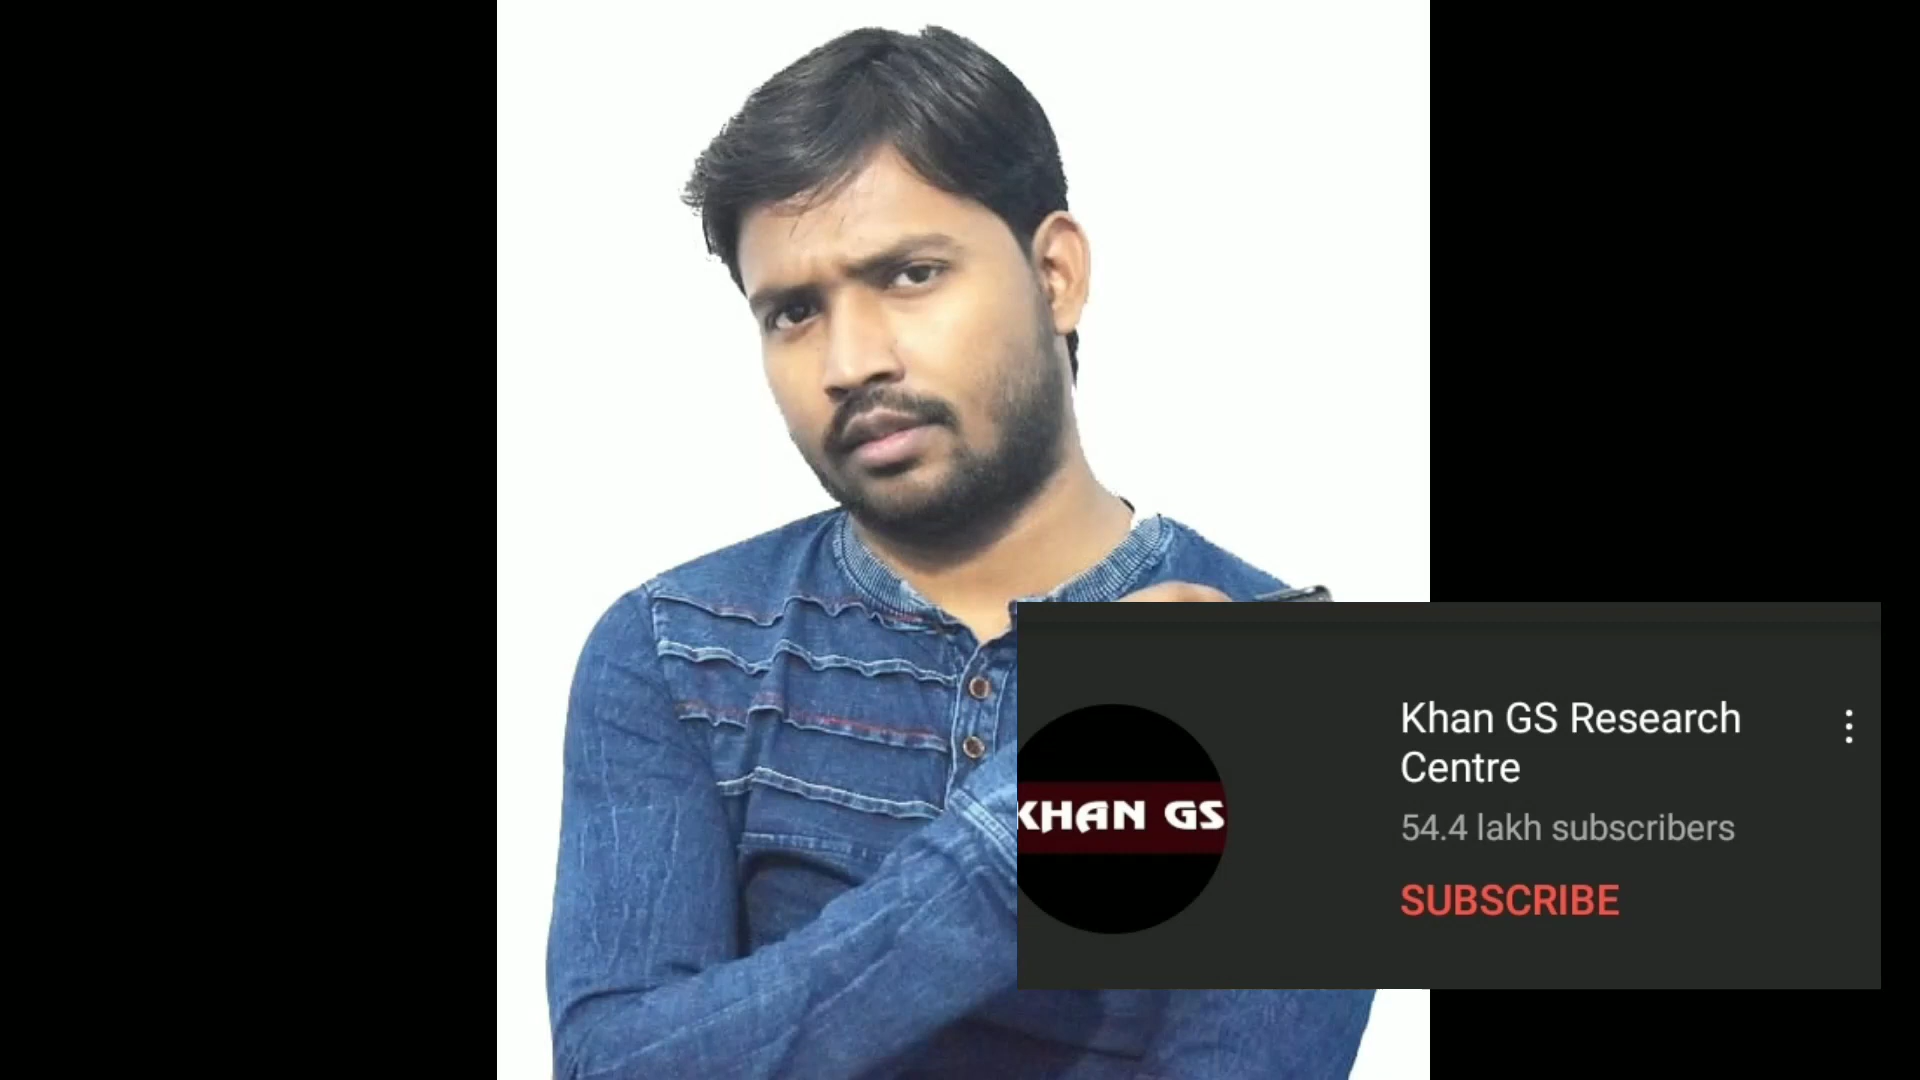 KHAN GS
Khan GS Research
Centre
54.4 lakh subscribers
SUBSCRIBE